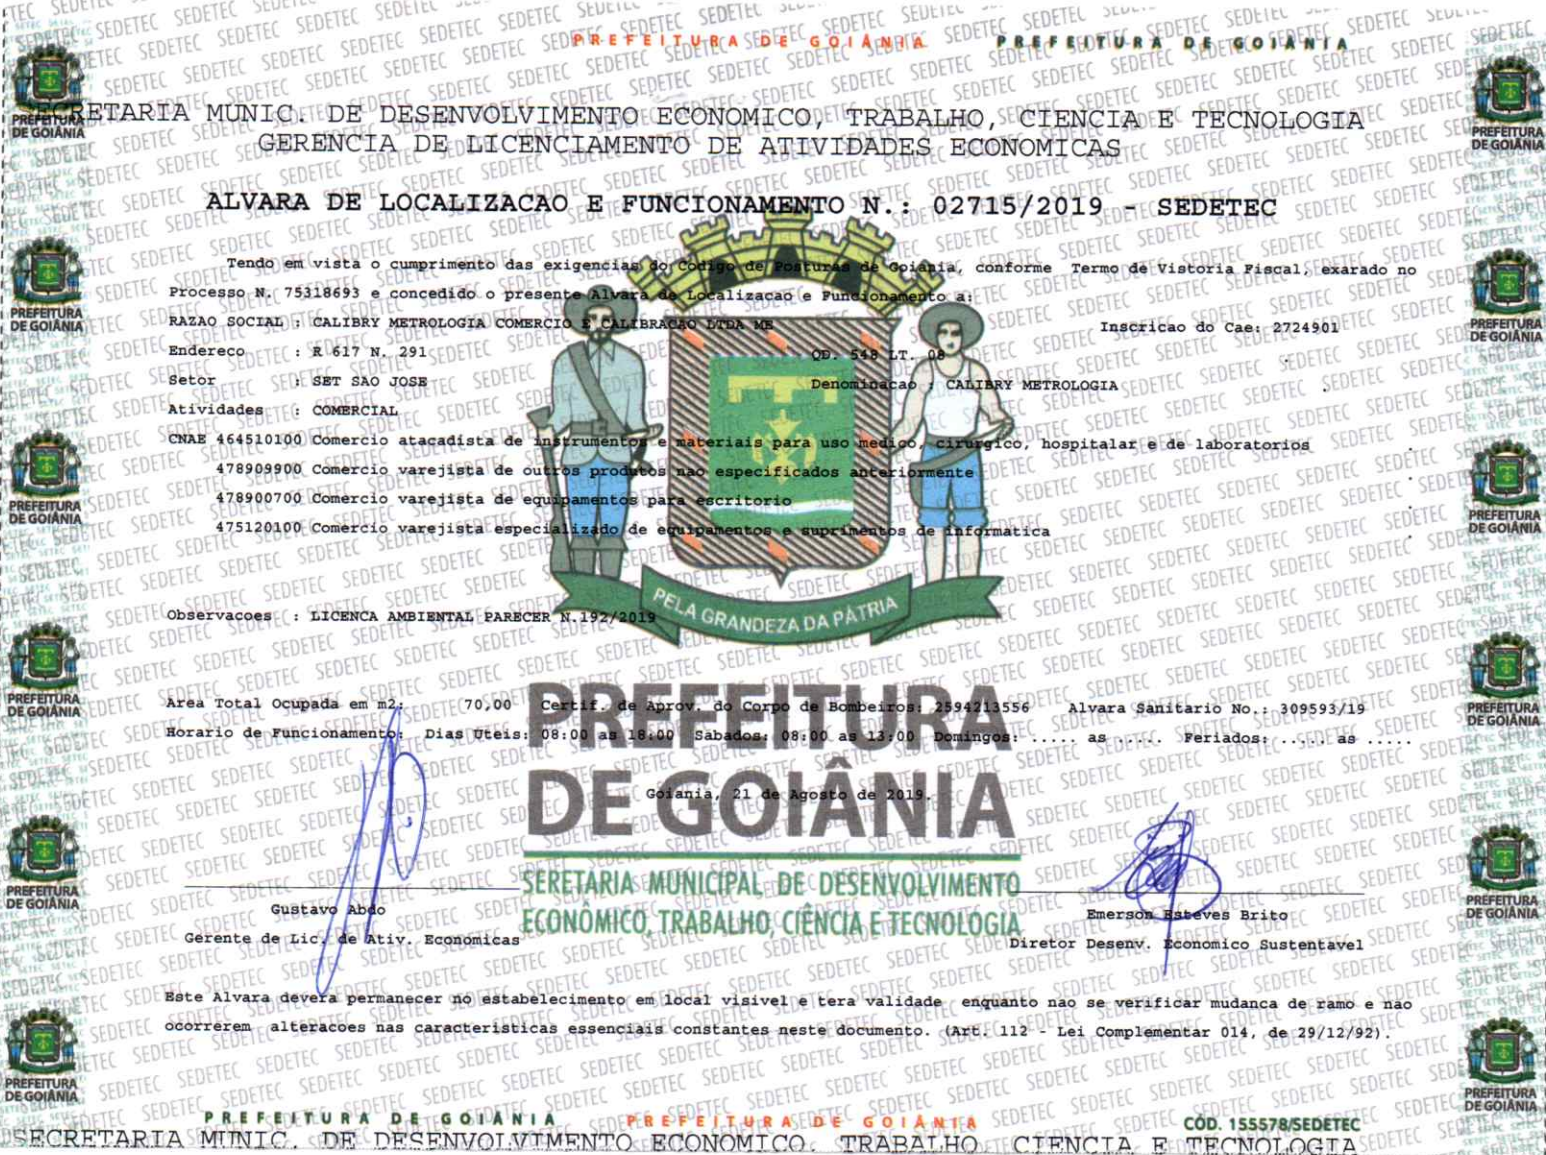 PREFEITURA DE GOIÂNIA PREFEITURA DE GOIÂNIA
SECRETARIA MUNIC. DE DESENVOLVIMENTO ECONOMICO, TRABALHO, CIENCIA E TECNOLOGIA
GERENCIA DE LICENCIAMENTO DE ATIVIDADES ECONOMICAS
ALVARA DE LOCALIZACAO E FUNCIONAMENTO N.: 02715/2019 - SEDETEC
Tendo em vista o cumprimento das exigencias do Codigo de Posturas de Goiania, conforme Termo de Vistoria Fiscal, exarado no
Processo N. 75318693 e concedido o presente Alvara de Localizacao e Funcionamento a:
RAZAO SOCIAL : CALIBRY METROLOGIA COMERCIO E CALIBRACAO LTDA ME Inscricao do Cae: 2724901
Endereco : R 617 N. 291 QD. 548 LT. 08
Setor : SET SAO JOSE Denominacao : CALIBRY METROLOGIA
Atividades : COMERCIAL
CNAE 464510100 Comercio atacadista de instrumentos e materiais para uso medico, cirurgico, hospitalar e de laboratorios
478909900 Comercio varejista de outros produtos nao especificados anteriormente
478900700 Comercio varejista de equipamentos para escritorio
475120100 Comercio varejista especializado de equipamentos e suprimentos de informatica
PELA GRANDEZA DA PÁTRIA
Observacoes : LICENCA AMBIENTAL PARECER N.192/2019
PREFEITURA
DE GOIÂNIA
Area Total Ocupada em m2: 70,00 Certif. de Aprov. do Corpo de Bombeiros: 2594213556 Alvara Sanitario No.: 309593/19
Horario de Funcionamento: Dias Uteis: 08:00 as 18:00 Sabados: 08:00 as 13:00 Domingos: ..... as ..... Feriados: ..... as .....
Goiania, 21 de Agosto de 2019.
SERETARIA MUNICIPAL DE DESENVOLVIMENTO
ECONÔMICO, TRABALHO, CIÊNCIA E TECNOLOGIA
Gustavo Abdo Emerson Esteves Brito
Gerente de Lic. de Ativ. Economicas Diretor Desenv. Economico Sustentavel
Este Alvara devera permanecer no estabelecimento em local visivel e tera validade enquanto nao se verificar mudanca de ramo e nao
ocorrerem alteracoes nas caracteristicas essenciais constantes neste documento. (Art. 112 - Lei Complementar 014, de 29/12/92).
PREFEITURA DE GOIÂNIA PREFEITURA DE GOIÂNIA CÓD. 155578/SEDETEC
SECRETARIA MUNIC. DE DESENVOLVIMENTO ECONOMICO, TRABALHO, CIENCIA E TECNOLOGIA